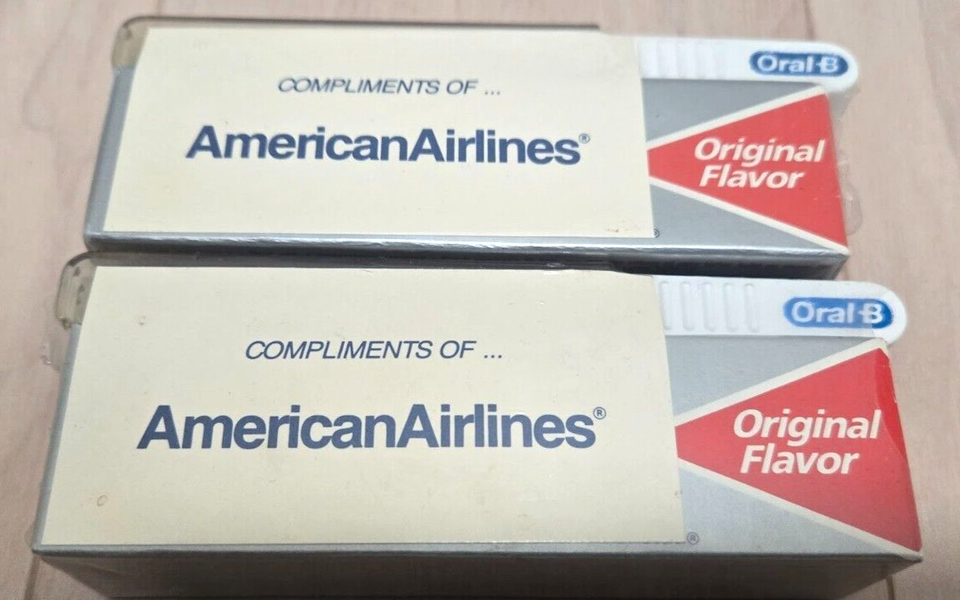 Oral-B
COMPLIMENTS OF ...
AmericanAirlines®
Original
Flavor
®
Oral-B
COMPLIMENTS OF ...
AmericanAirlines®
Original
Flavor
®